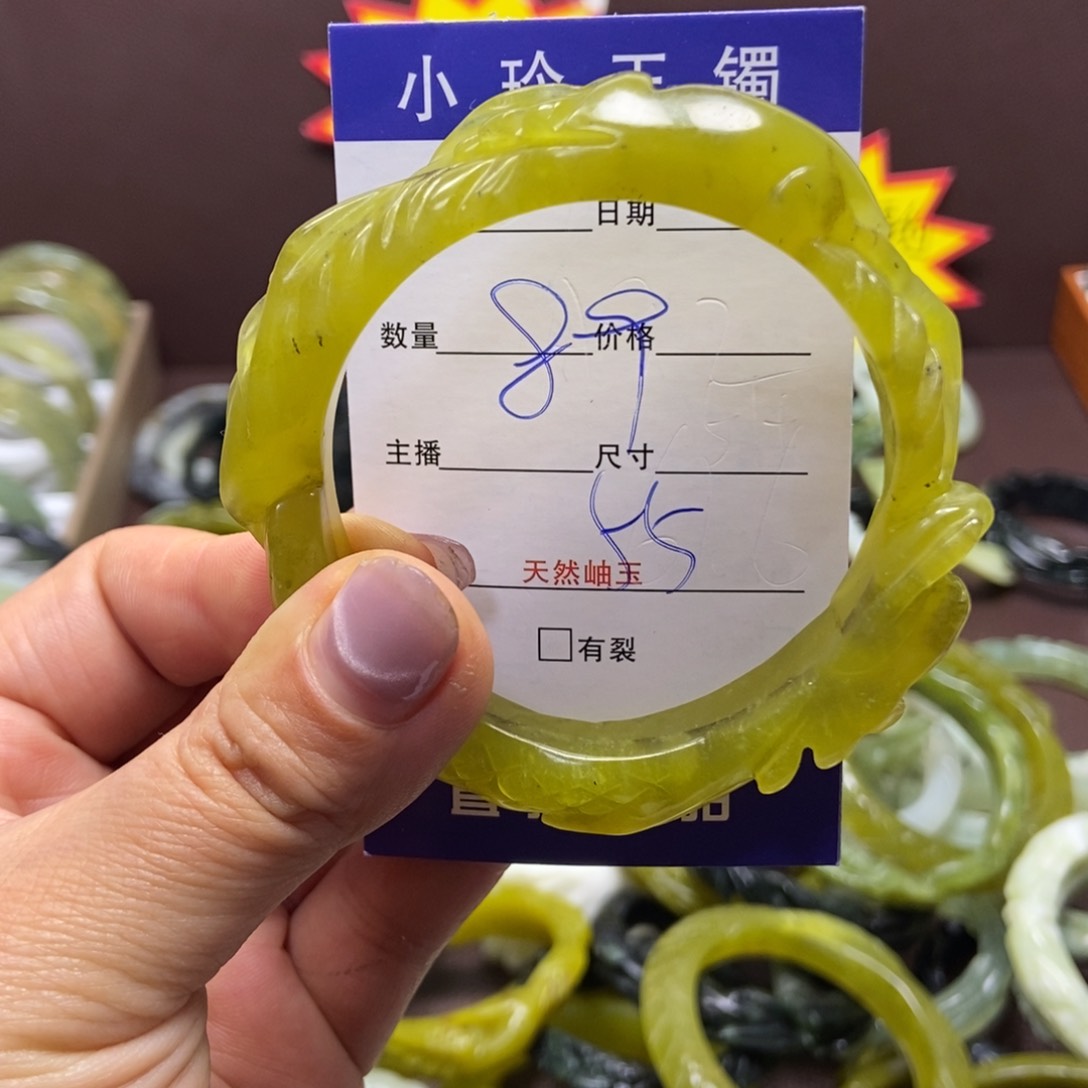 小珍玉镯
日期
数量 89 价格
主播 尺寸
55
天然岫玉
□有裂